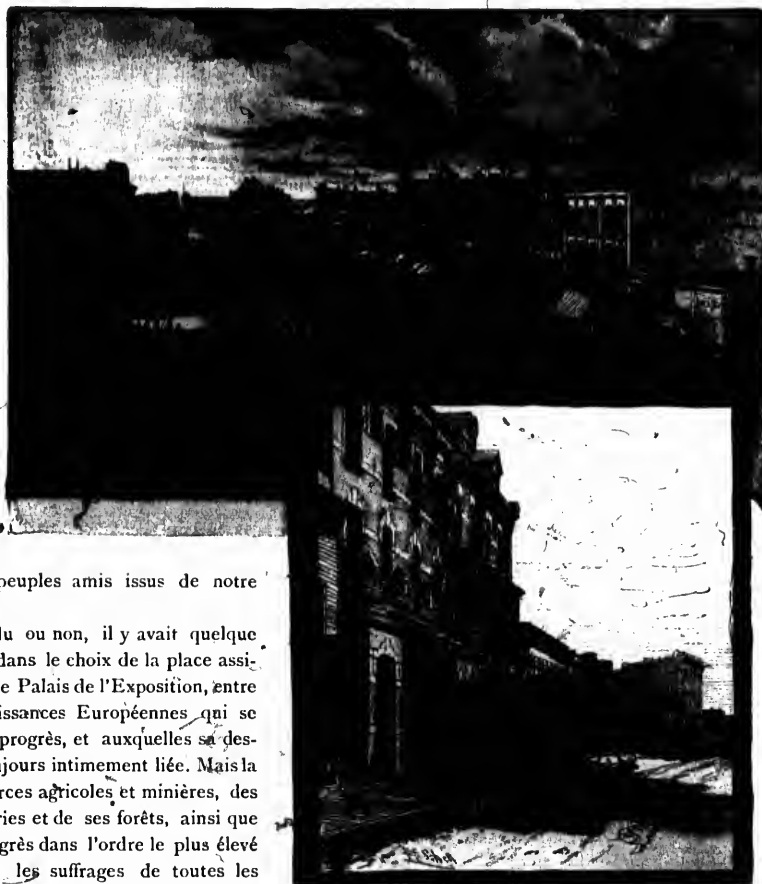 peuples amis issus de notre
lu ou non, il y avait quelque
dans le choix de la place assi-
e Palais de l'Exposition, entre
issances Européennes qui se
progrès, et auxquelles sa des-
ujours intimement liée. Mais la
rces agricoles et minières, des
ries et de ses forêts, ainsi que
grès dans l'ordre le plus élevé
les suffrages de toutes les